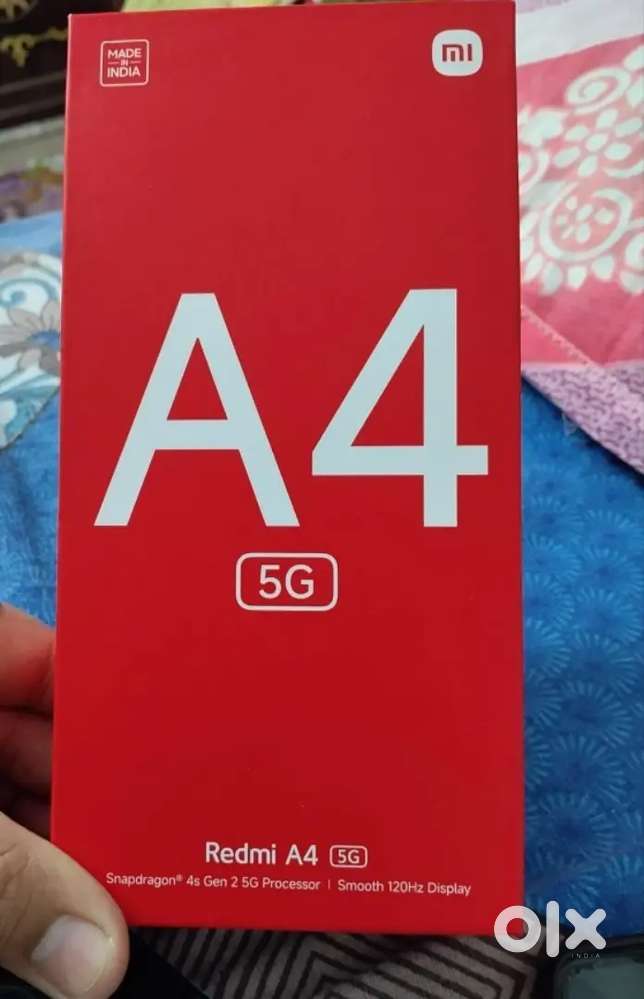 MADE
IN
INDIA
mi
A4
5G
Redmi A4 5G
Snapdragon® 4s Gen 2 5G Processor | Smooth 120Hz Display
olx
INDIA